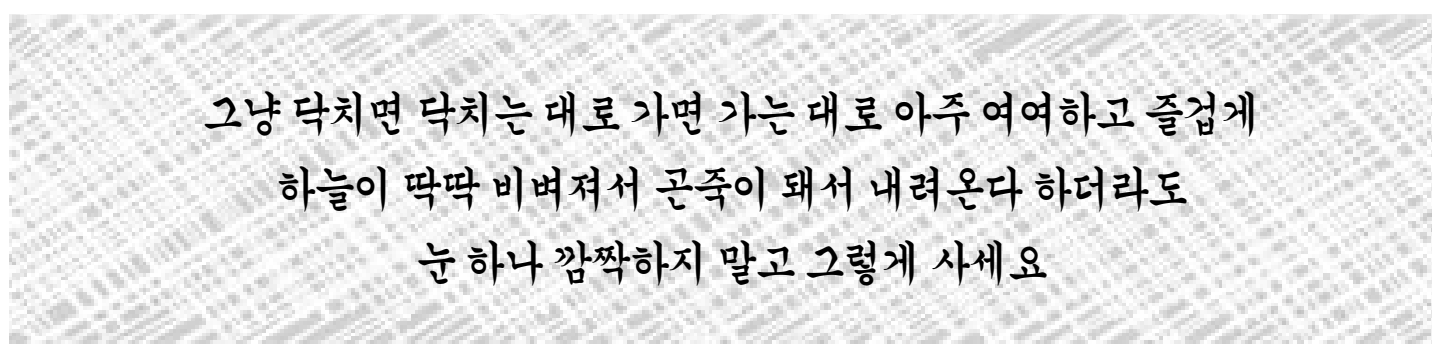 그냥 닥치면 닥치는 대로 가면 가는 대로 아주 여여하고 즐겁게
하늘이 딱딱 비벼져서 곤죽이 돼서 내려온다 하더라도
눈 하나 깜짝하지 말고 그렇게 사세요